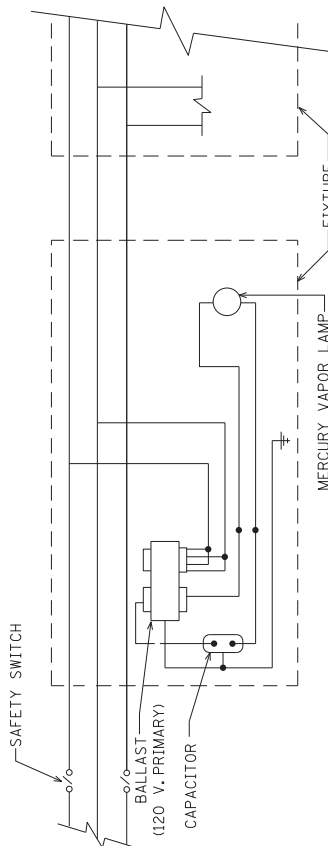 SAFETY SWITCH
BALLAST
(120 V. PRIMARY)
CAPACITOR
MERCURY VAPOR LAMP
FIXTURE